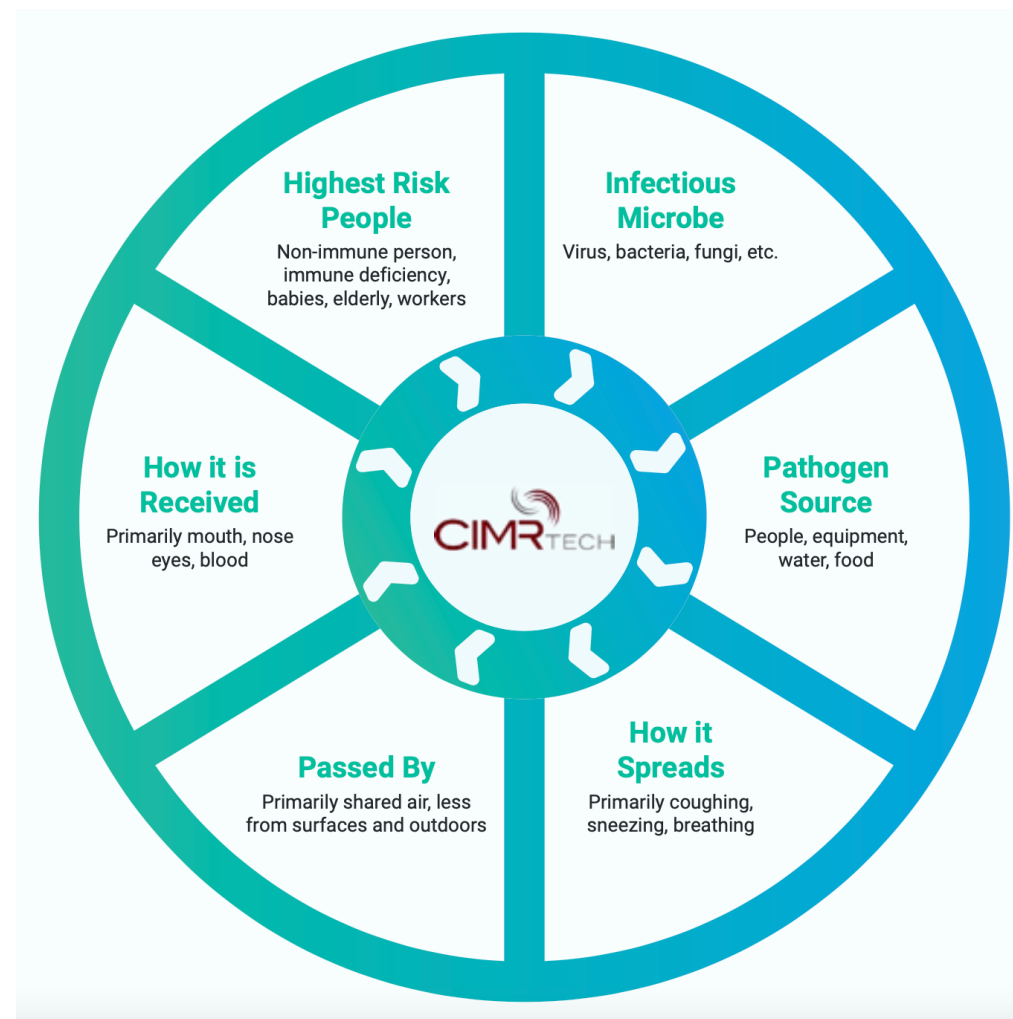 Highest Risk
People
Non-immune person,
immune deficiency,
babies, elderly, workers
Infectious
Microbe
Virus, bacteria, fungi, etc.
How it is
Received
Primarily mouth, nose
eyes, blood
CIMRTECH
Pathogen
Source
People, equipment,
water, food
Passed By
Primarily shared air, less
from surfaces and outdoors
How it
Spreads
Primarily coughing,
sneezing, breathing